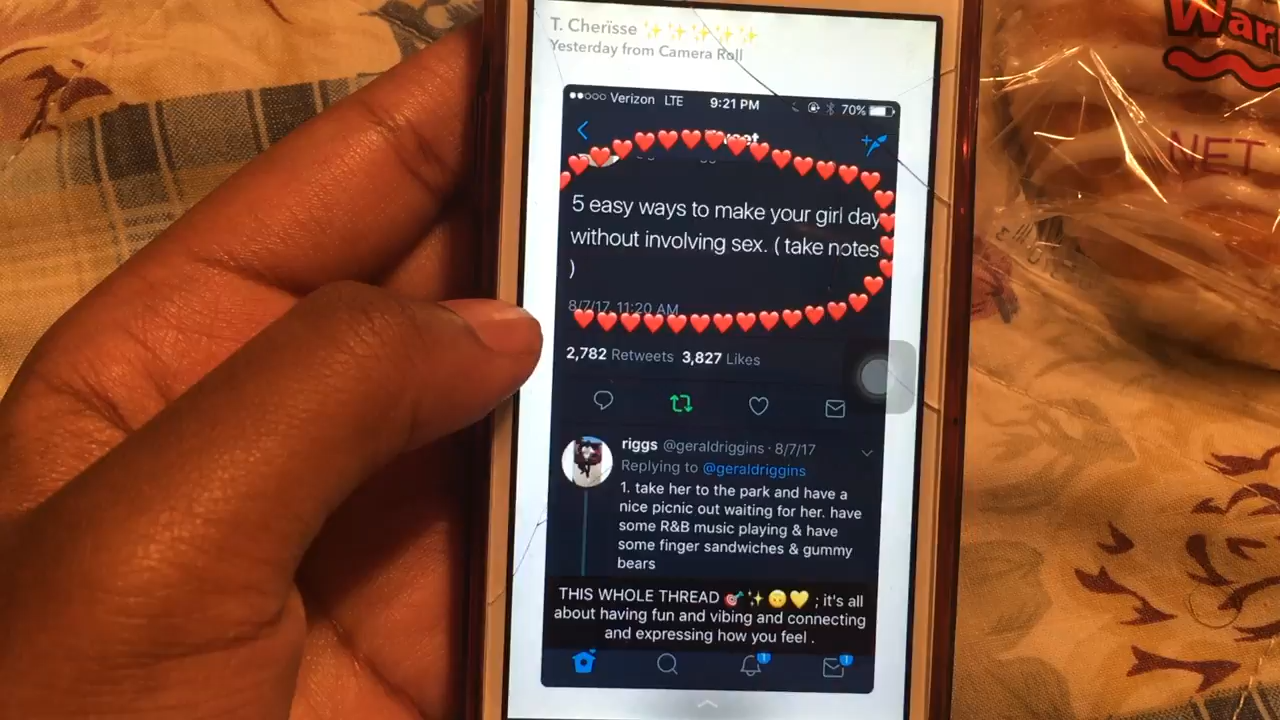 T. Cherisse ✨✨✨✨✨
Yesterday from Camera Roll
Verizon LTE 9:21 PM 70%
5 easy ways to make your girl day
without involving sex. ( take notes
)
8/7/17, 11:20 AM
2,782 Retweets 3,827 Likes
riggs @geraldriggins · 8/7/17
Replying to @geraldriggins
1. take her to the park and have a
nice picnic out waiting for her. have
some R&B music playing & have
some finger sandwiches & gummy
bears
THIS WHOLE THREAD 🎯✨🙃💛 ; it's all
about having fun and vibing and connecting
and expressing how you feel .
1 1
NET